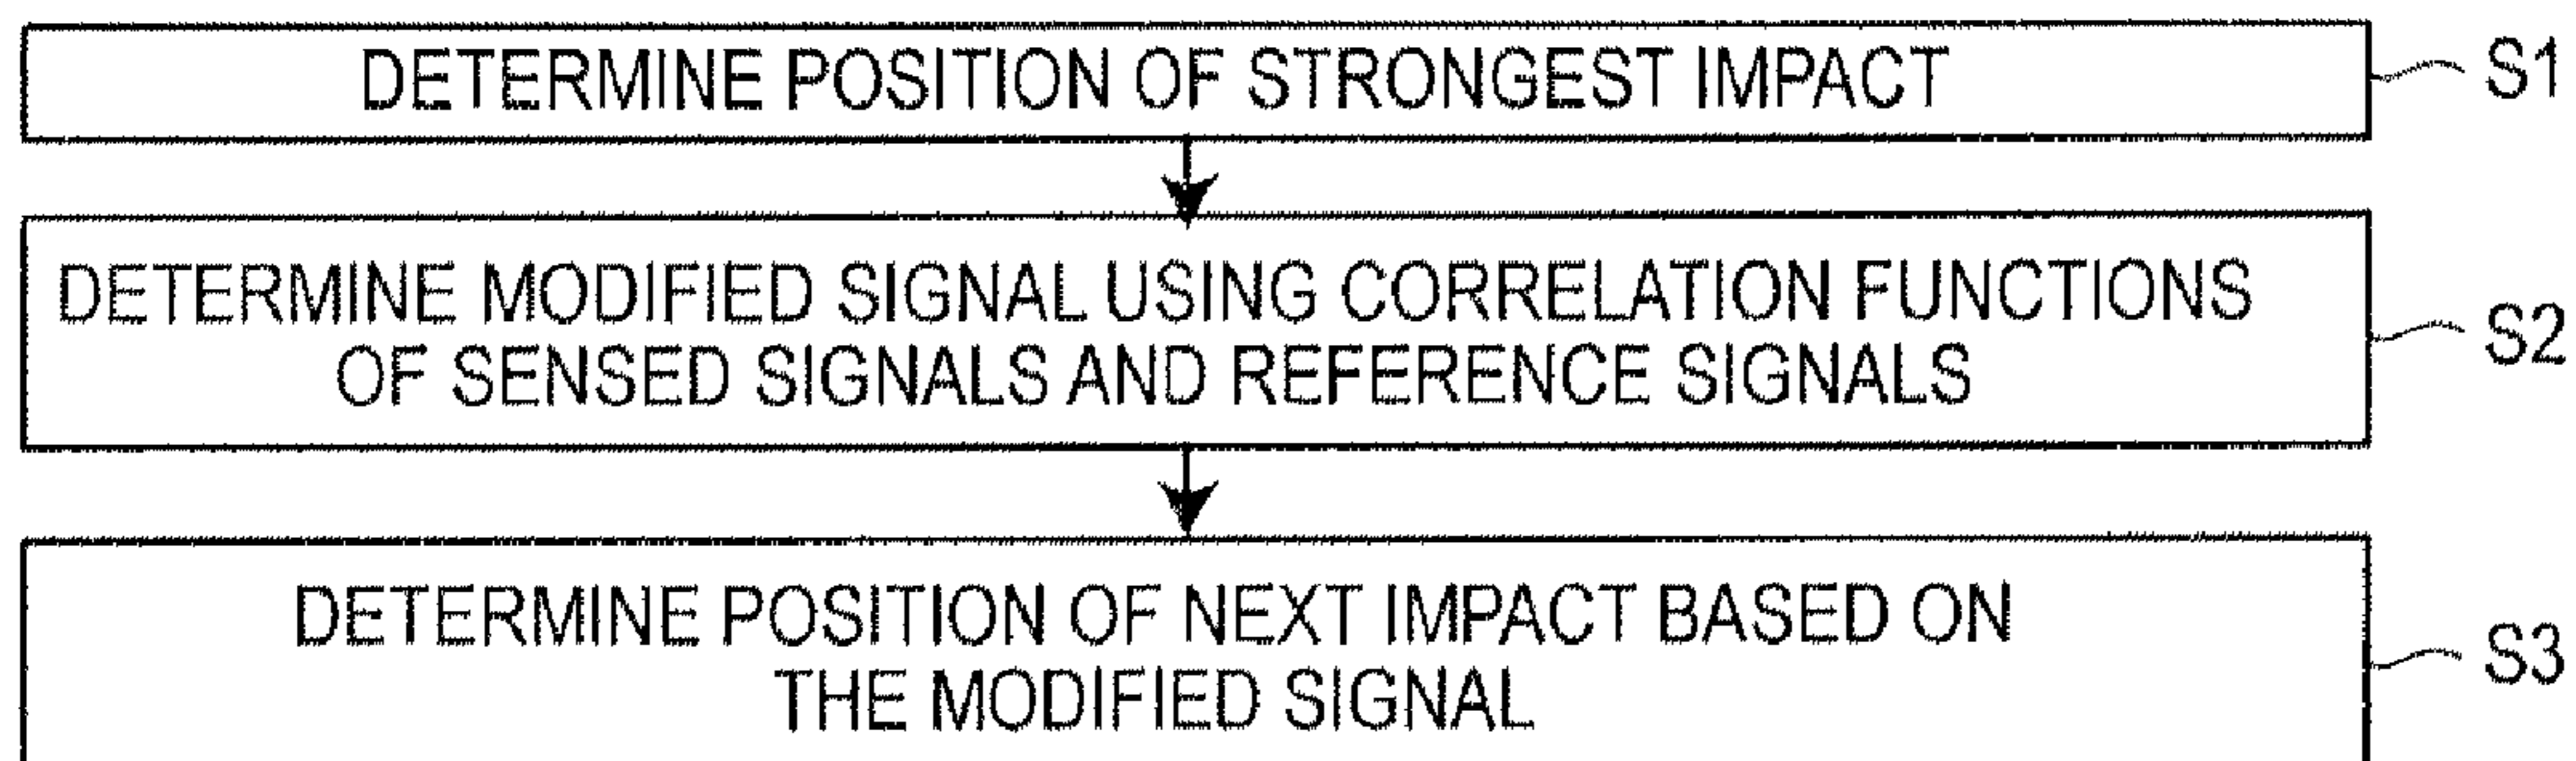 DETERMINE POSITION OF STRONGEST IMPACT
S1
DETERMINE MODIFIED SIGNAL USING CORRELATION FUNCTIONS
OF SENSED SIGNALS AND REFERENCE SIGNALS
S2
DETERMINE POSITION OF NEXT IMPACT BASED ON
THE MODIFIED SIGNAL
S3